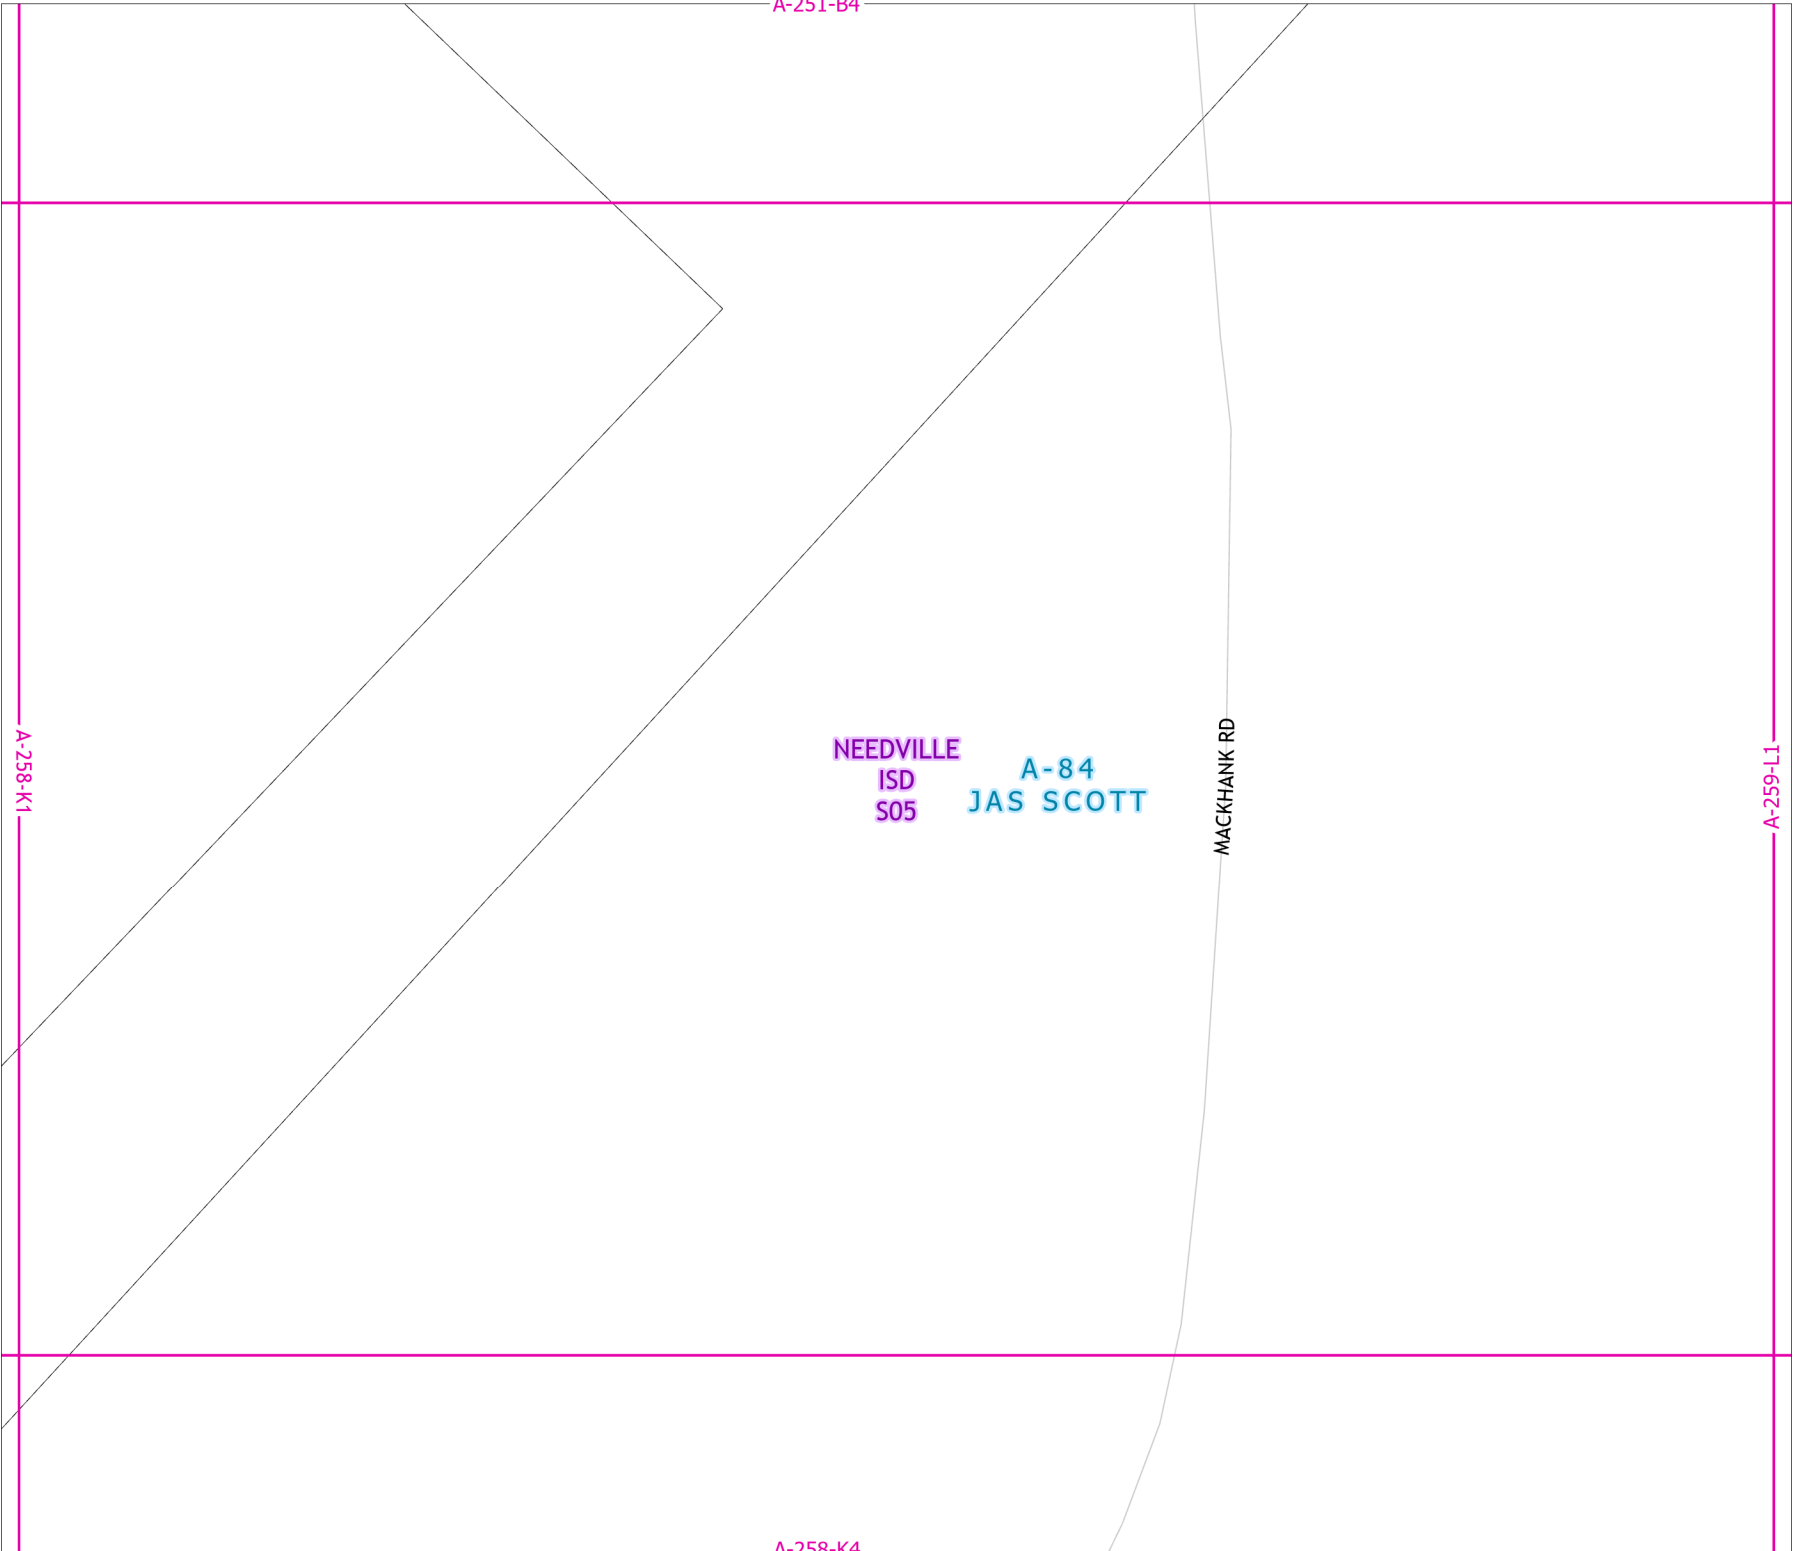 A-251-B4
A-258-K1
NEEDVILLE
ISD
S05
A-84
JAS SCOTT
MACKHANK RD
A-259-L1
A-258-K4